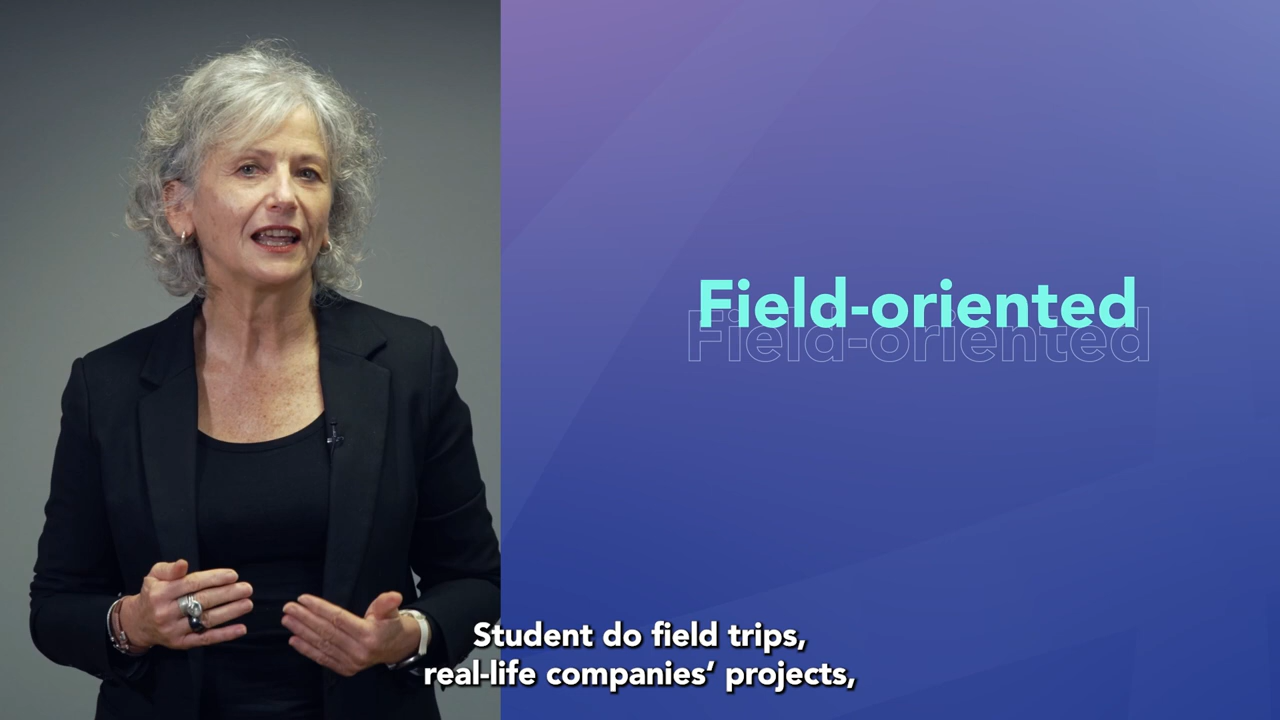 Field-oriented
Field-oriented
Student do field trips,
real-life companies’ projects,